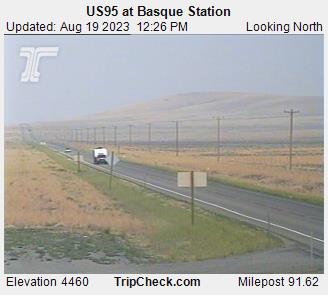 US95 at Basque Station
Updated: Aug 19 2023 12:26 PM Looking North
Elevation 4460 TripCheck.com Milepost 91.62